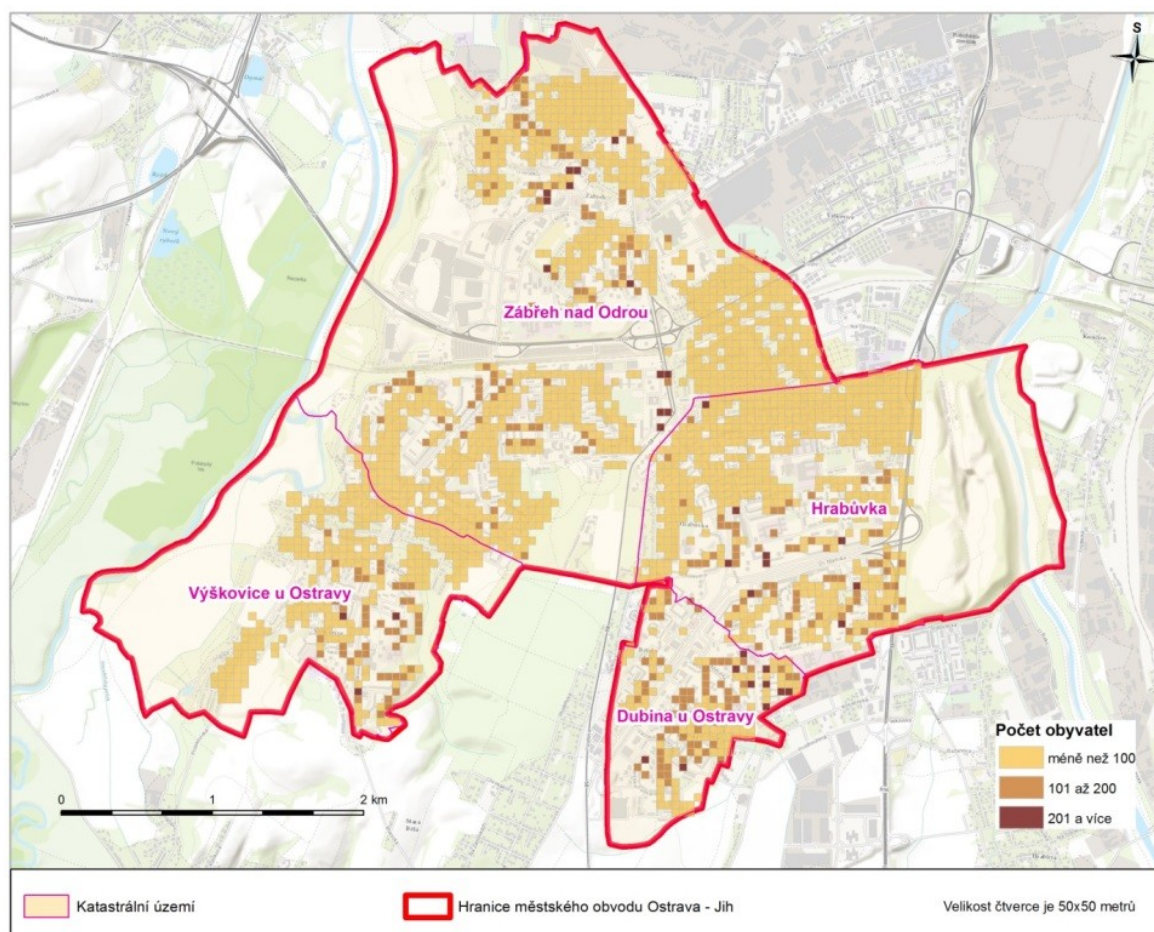 S
Zábřeh nad Odrou
Hrabůvka
Výškovice u Ostravy
Dubina u Ostravy
Počet obyvatel
méně než 100
101 až 200
201 a více
0 1 2 km
Katastrální území
Hranice městského obvodu Ostrava - Jih
Velikost čtverce je 50x50 metrů